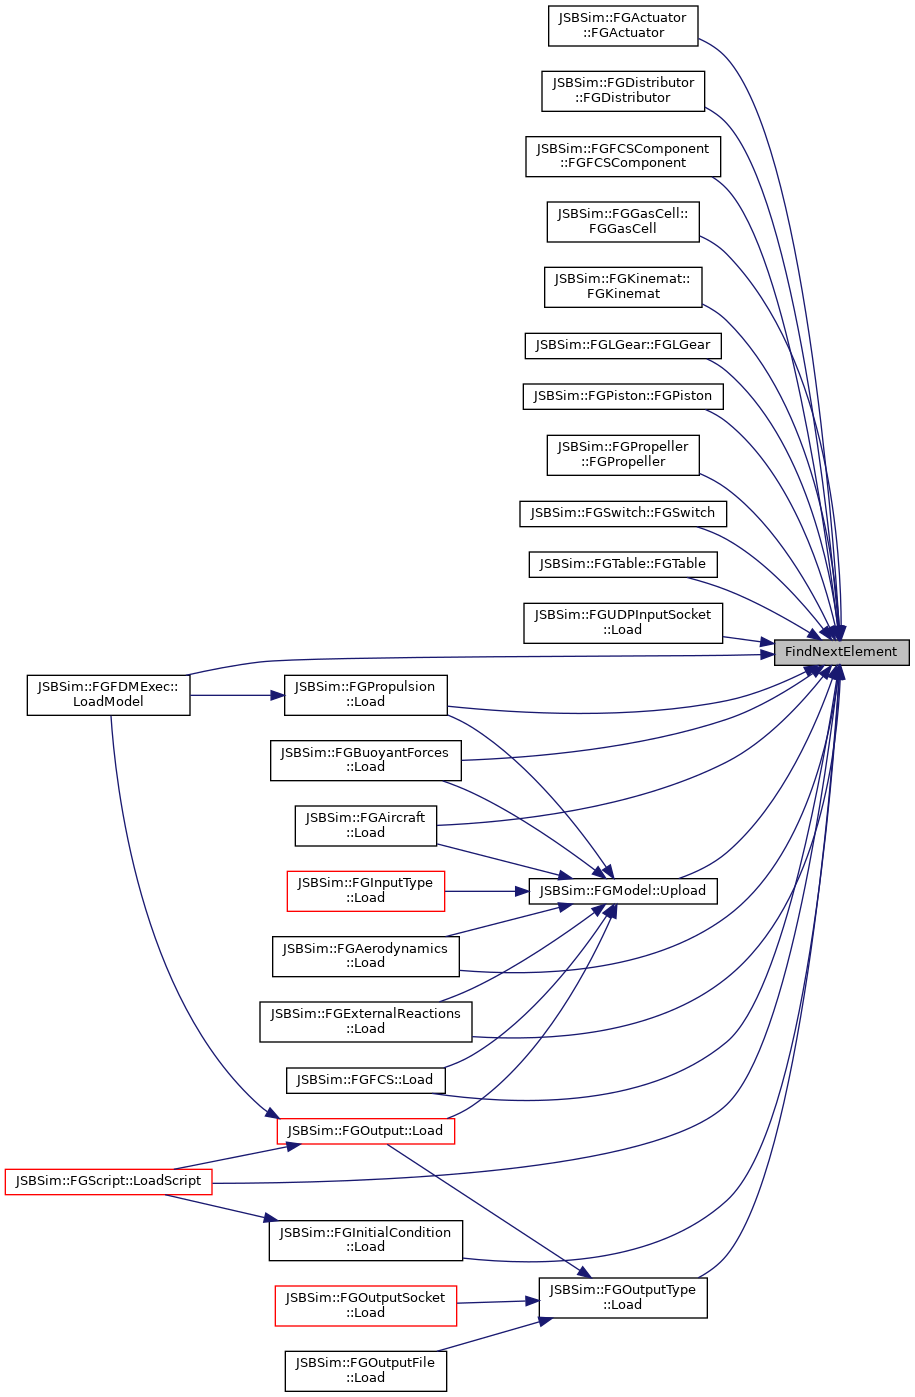 JSBSim::FGActuator
::FGActuator
JSBSim::FGDistributor
::FGDistributor
JSBSim::FGFCSComponent
::FGFCSComponent
JSBSim::FGGasCell::
FGGasCell
JSBSim::FGKinemat::
FGKinemat
JSBSim::FGLGear::FGLGear
JSBSim::FGPiston::FGPiston
JSBSim::FGPropeller
::FGPropeller
JSBSim::FGSwitch::FGSwitch
JSBSim::FGTable::FGTable
JSBSim::FGUDPInputSocket
::Load
FindNextElement
JSBSim::FGFDMExec::
LoadModel
JSBSim::FGPropulsion
::Load
JSBSim::FGBuoyantForces
::Load
JSBSim::FGAircraft
::Load
JSBSim::FGInputType
::Load
JSBSim::FGModel::Upload
JSBSim::FGAerodynamics
::Load
JSBSim::FGExternalReactions
::Load
JSBSim::FGFCS::Load
JSBSim::FGOutput::Load
JSBSim::FGScript::LoadScript
JSBSim::FGInitialCondition
::Load
JSBSim::FGOutputSocket
::Load
JSBSim::FGOutputType
::Load
JSBSim::FGOutputFile
::Load